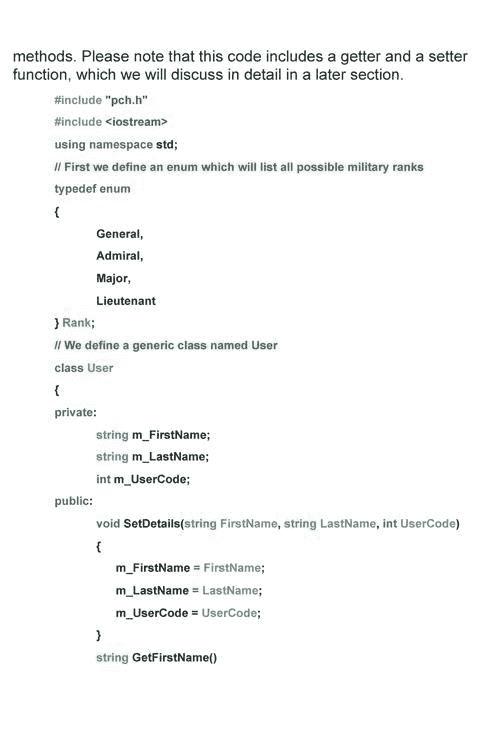 methods. Please note that this code includes a getter and a setter
function, which we will discuss in detail in a later section.
#include "pch.h"
#include <iostream>
using namespace std;
// First we define an enum which will list all possible military ranks
typedef enum
{
General,
Admiral,
Major,
Lieutenant
} Rank;
// We define a generic class named User
class User
{
private:
string m_FirstName;
string m_LastName;
int m_UserCode;
public:
void SetDetails(string FirstName, string LastName, int UserCode)
{
m_FirstName = FirstName;
m_LastName = LastName;
m_UserCode = UserCode;
}
string GetFirstName()